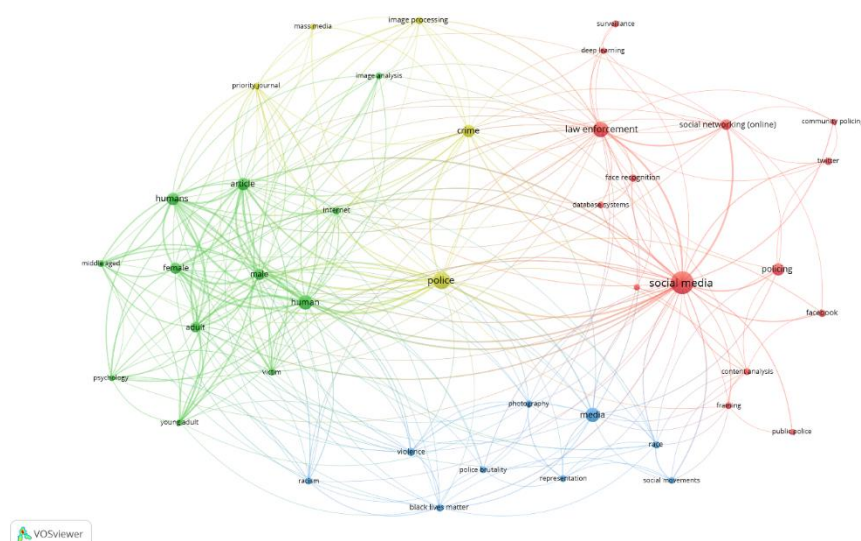 mass media
image processing
surveillance
deep learning
image analysis
priority journal
crime
law enforcement
social networking (online)
community policing
twitter
face recognition
database systems
article
humans
internet
middle aged
female
male
police
social media
policing
human
facebook
adult
content analysis
psychology
victim
photography
framing
media
young adult
public police
violence
race
police brutality
racism
representation
social movements
black lives matter
VOSviewer